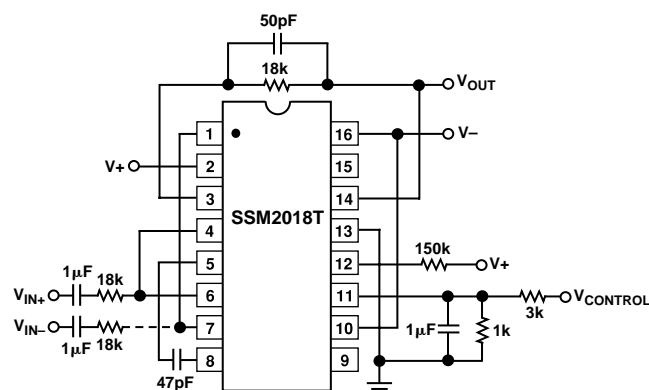 50pF
18k
VOUT
1
16
V–
V+
2
15
3
14
SSM2018T
4
13
5
12
150k
V+
1µF
18k
VIN+
6
11
3k
VCONTROL
VIN–
1µF
18k
7
10
1µF
1k
47pF
8
9